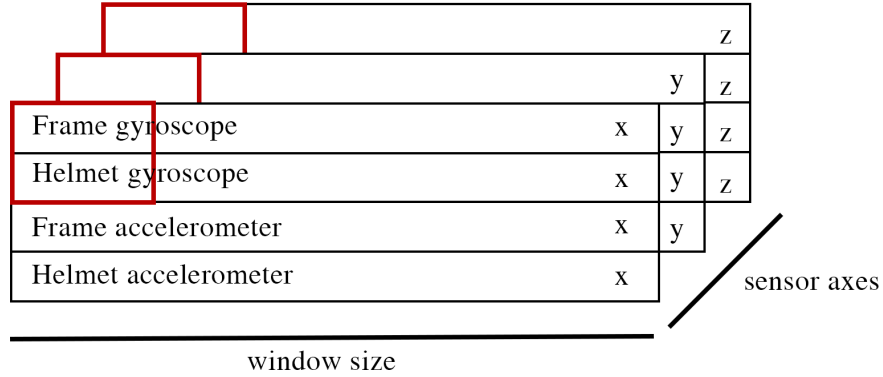 z
y z
Frame gyroscope x y z
Helmet gyroscope x y z
Frame accelerometer x y
Helmet accelerometer x
sensor axes
window size